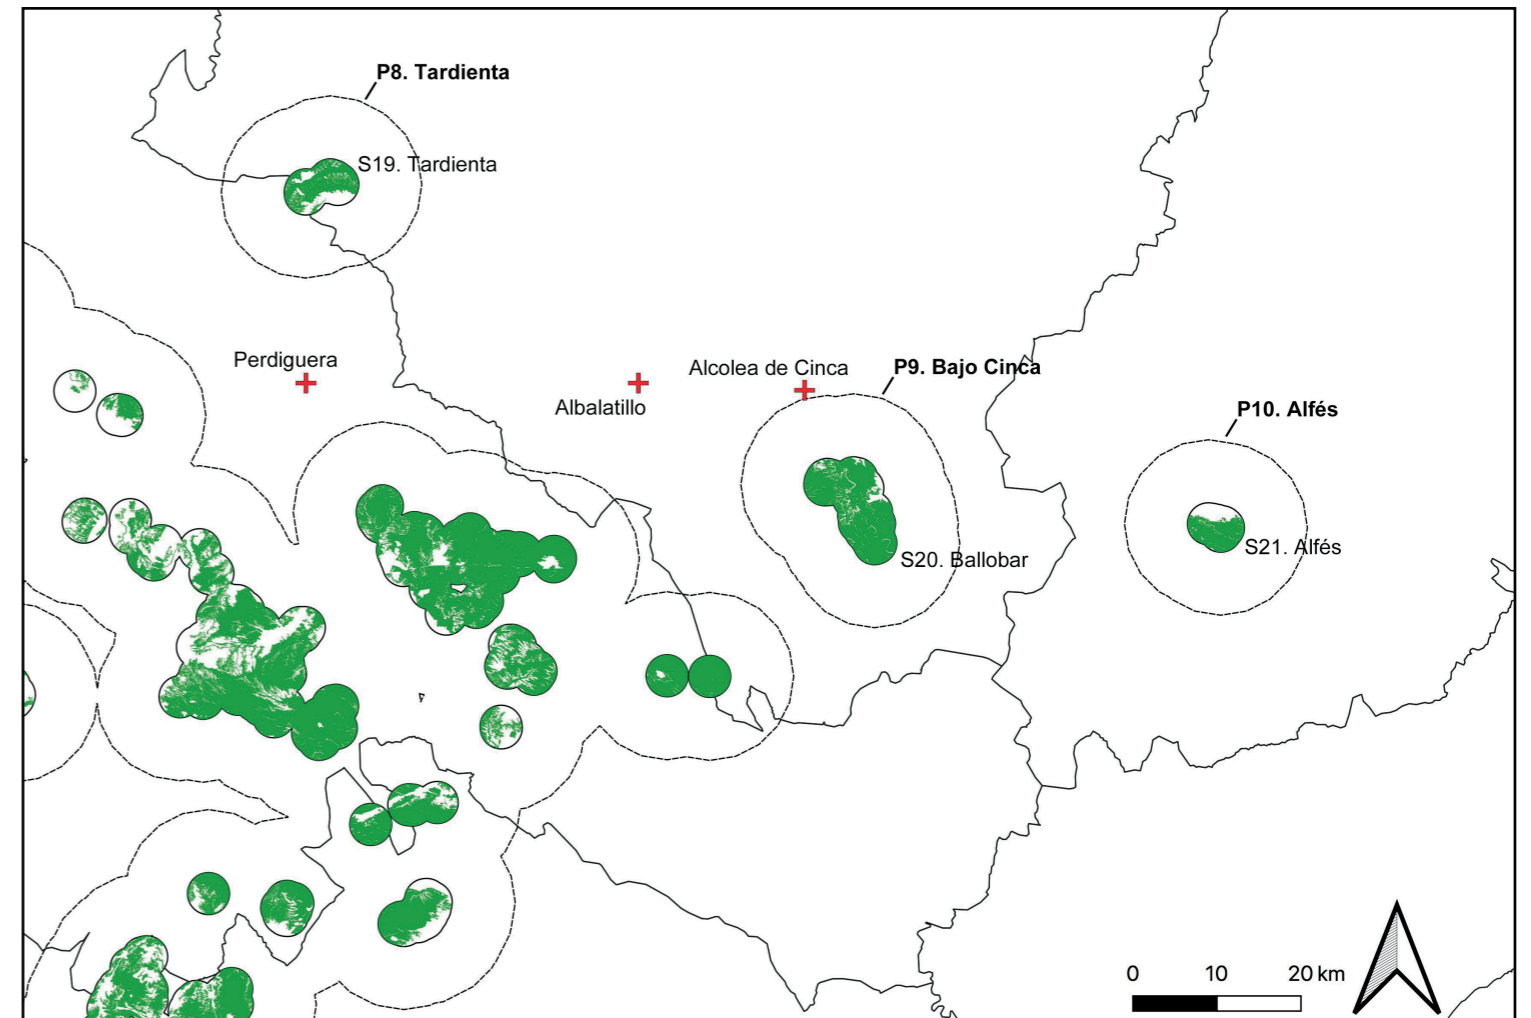 P8. Tardienta
S19. Tardienta
Perdiguera
Alcolea de Cinca
P9. Bajo Cinca
Albalatillo
P10. Alfés
S21. Alfés
S20. Ballobar
0 10 20 km